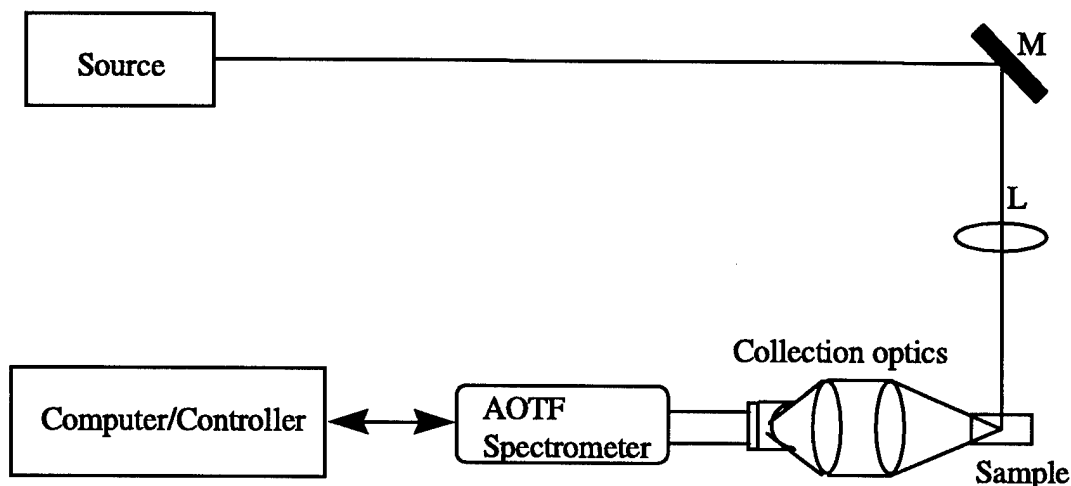 Source
M
L
Collection optics
Computer/Controller
AOTF
Spectrometer
Sample